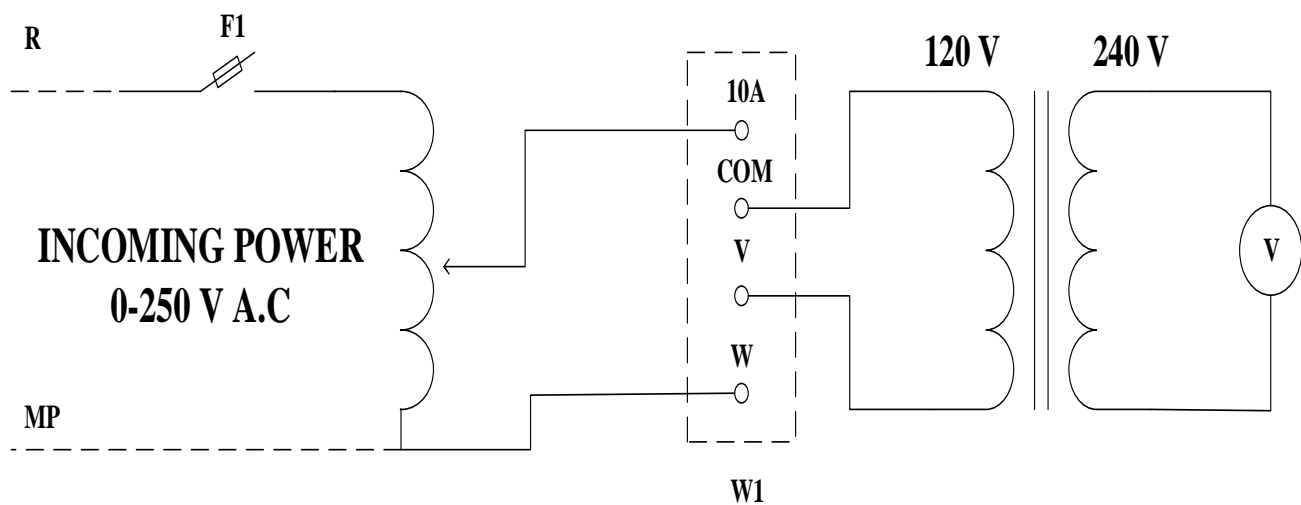 R
F1
INCOMING POWER
0-250 V A.C
MP
10A
COM
V
W
W1
120 V
240 V
V